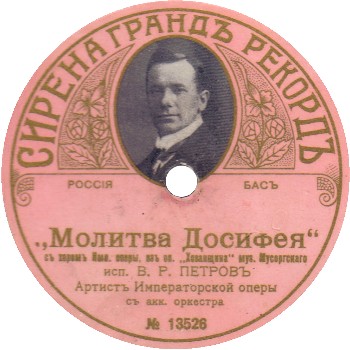 СИРЕНА ГРАНДЪ РЕКОРДЪ
РОССІЯ БАСЪ
„Молитва Досифея“
съ хоромъ Имп. оперы, изъ оп. „Хованщина“ муз. Мусоргскаго
исп. В. Р. ПЕТРОВЪ
Артистъ Императорской оперы
съ акк. оркестра
№ 13526